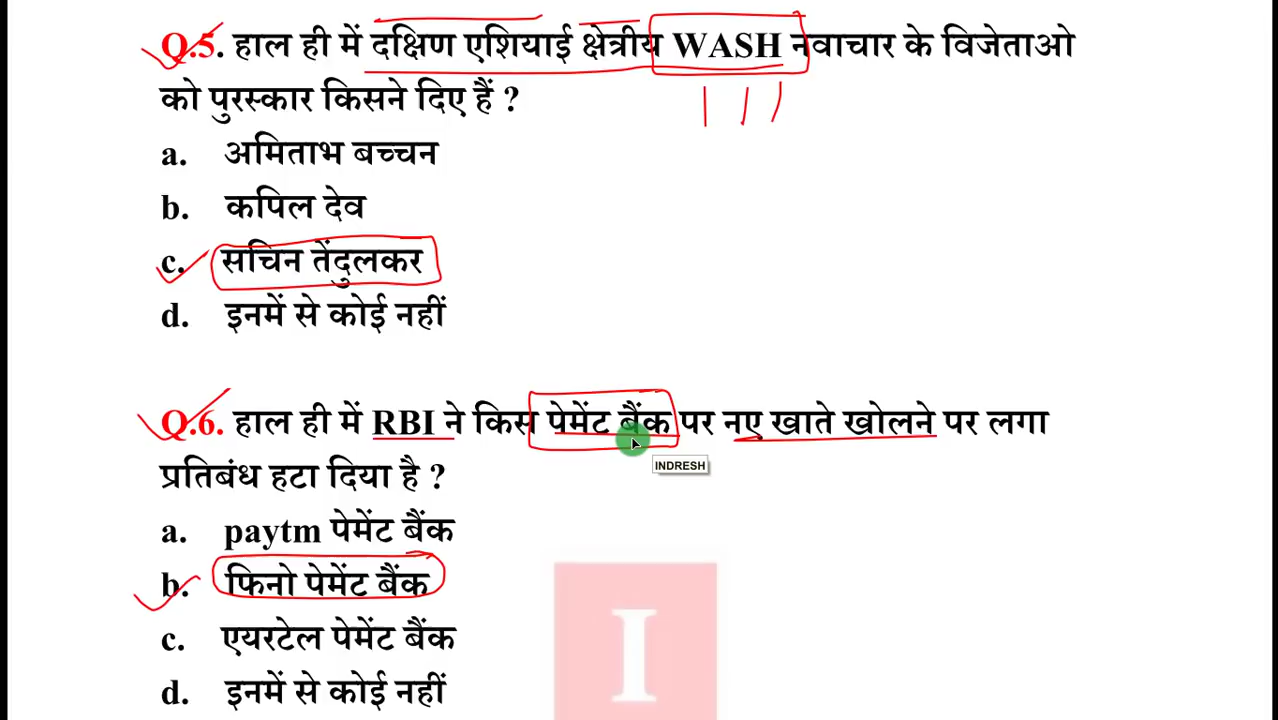 Q.5. हाल ही में दक्षिण एशियाई क्षेत्रीय WASH नवाचार के विजेताओ
को पुरस्कार किसने दिए हैं ?
a. अमिताभ बच्चन
b. कपिल देव
c. सचिन तेंदुलकर
d. इनमें से कोई नहीं
Q.6. हाल ही में RBI ने किस पेमेंट बैंक पर नए खाते खोलने पर लगा
INDRESH
प्रतिबंध हटा दिया है ?
a. paytm पेमेंट बैंक
b. फिनो पेमेंट बैंक
c. एयरटेल पेमेंट बैंक
d. इनमें से कोई नहीं
I